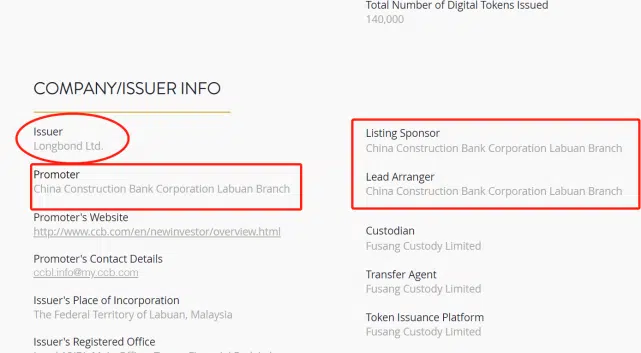 Total Number of Digital Tokens Issued
140,000
COMPANY/ISSUER INFO
Issuer
Longbond Ltd.
Promoter
China Construction Bank Corporation Labuan Branch
Promoter's Website
http://www.ccb.com/en/newinvestor/overview.html
Promoter's Contact Details
ccbl.info@my.ccb.com
Issuer's Place of Incorporation
The Federal Territory of Labuan, Malaysia
Issuer's Registered Office
Listing Sponsor
China Construction Bank Corporation Labuan Branch
Lead Arranger
China Construction Bank Corporation Labuan Branch
Custodian
Fusang Custody Limited
Transfer Agent
Fusang Custody Limited
Token Issuance Platform
Fusang Custody Limited